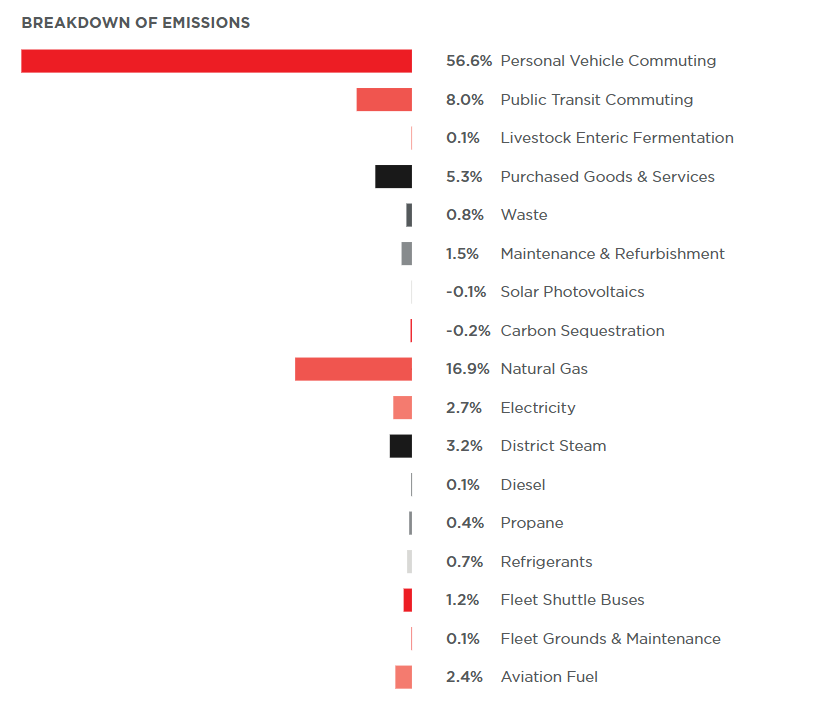 BREAKDOWN OF EMISSIONS
56.6% Personal Vehicle Commuting
8.0% Public Transit Commuting
0.1% Livestock Enteric Fermentation
5.3% Purchased Goods & Services
0.8% Waste
1.5% Maintenance & Refurbishment
-0.1% Solar Photovoltaics
-0.2% Carbon Sequestration
16.9% Natural Gas
2.7% Electricity
3.2% District Steam
0.1% Diesel
0.4% Propane
0.7% Refrigerants
1.2% Fleet Shuttle Buses
0.1% Fleet Grounds & Maintenance
2.4% Aviation Fuel